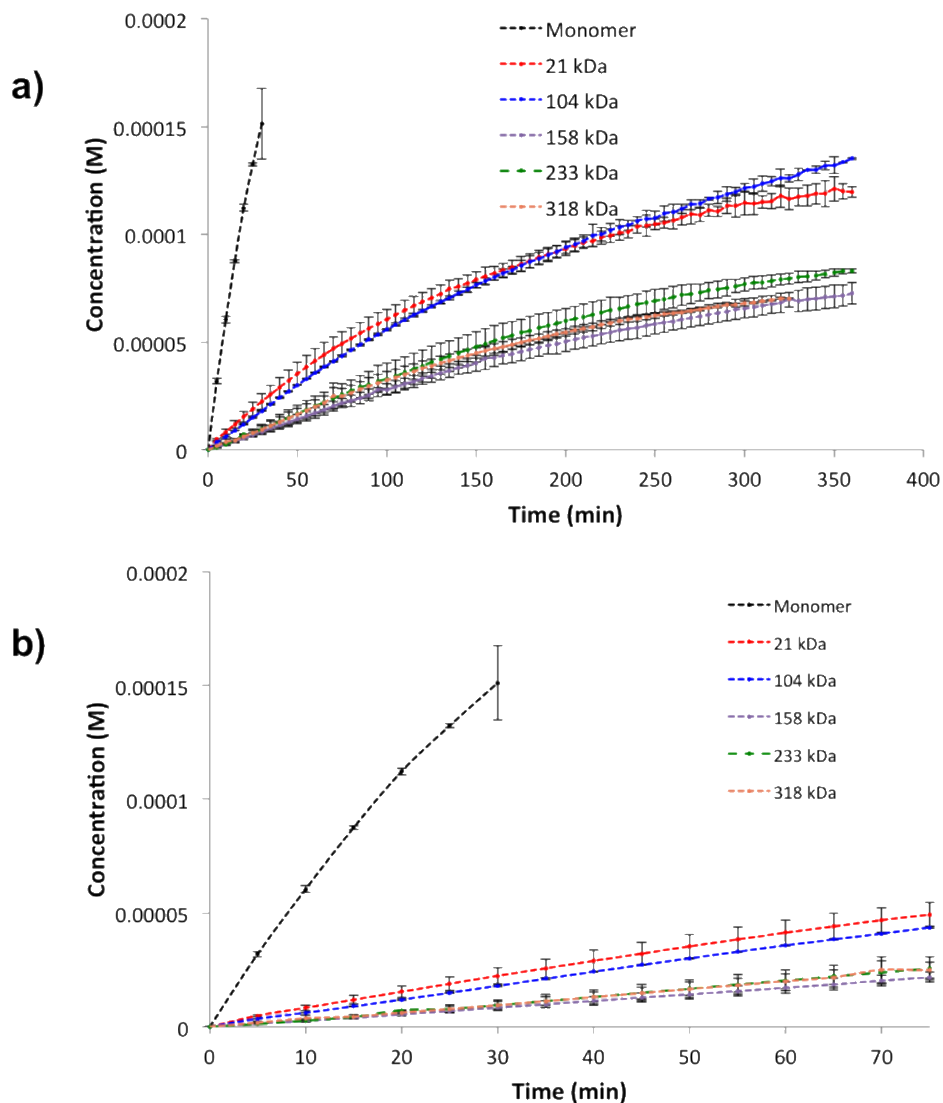 a)
Concentration (M)
0.0002
0.00015
0.0001
0.00005
0
Monomer
21 kDa
104 kDa
158 kDa
233 kDa
318 kDa
0 50 100 150 200 250 300 350 400
Time (min)
b)
Concentration (M)
0.0002
0.00015
0.0001
0.00005
0
Monomer
21 kDa
104 kDa
158 kDa
233 kDa
318 kDa
0 10 20 30 40 50 60 70
Time (min)